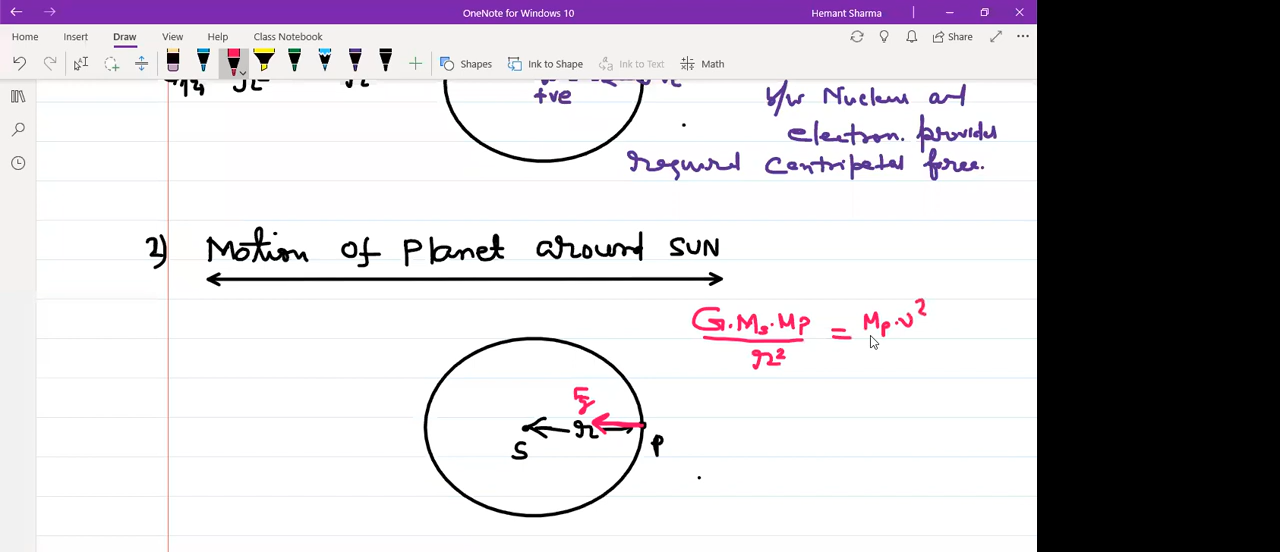 OneNote for Windows 10
Hemant Sharma
Home Insert Draw View Help Class Notebook
Share
Shapes Ink to Shape Ink to Text Math
+ve
b/w Nucleus and
electron. provides
required Centripetal force.
2) Motion of Planet around SUN
G.Ms.Mp / r² = Mp.v²
Fg
r
S
P